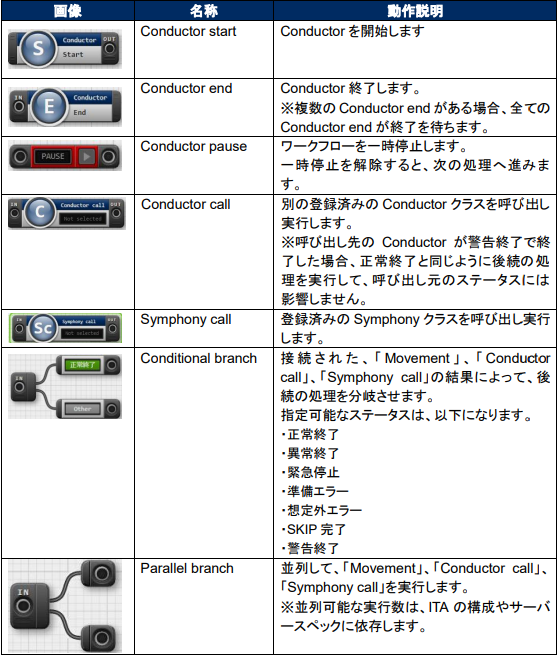 画像 名称 動作説明
S Conductor OUT
Start
Conductor start
Conductor を開始します
IN E Conductor
End
Conductor end
Conductor 終了します。
※複数の Conductor end がある場合、全ての
Conductor end が終了を待ちます。
PAUSE
Conductor pause
ワークフローを一時停止します。
一時停止を解除すると、次の処理へ進みま
す。
IN C Conductor call OUT
Not selected
Conductor call
別の登録済みの Conductor クラスを呼び出し
実行します。
※呼び出し先の Conductor が警告終了で終
了した場合、正常終了と同じように後続の処
理を実行して、呼び出し元のステータスには
影響しません。
IN Sc Symphony call OUT
Not selected
Symphony call
登録済みの Symphony クラスを呼び出し実行
します。
IN
正常終了
Other
Conditional branch
接続された、「Movement」、「Conductor
call」、「Symphony call」の結果によって、後
続の処理を分岐させます。
指定可能なステータスは、以下になります。
・正常終了
・異常終了
・緊急停止
・準備エラー
・想定外エラー
・SKIP 完了
・警告終了
IN
Parallel branch
並列して、「Movement」、「Conductor call」、
「Symphony call」を実行します。
※並列可能な実行数は、ITA の構成やサーバ
ースペックに依存します。